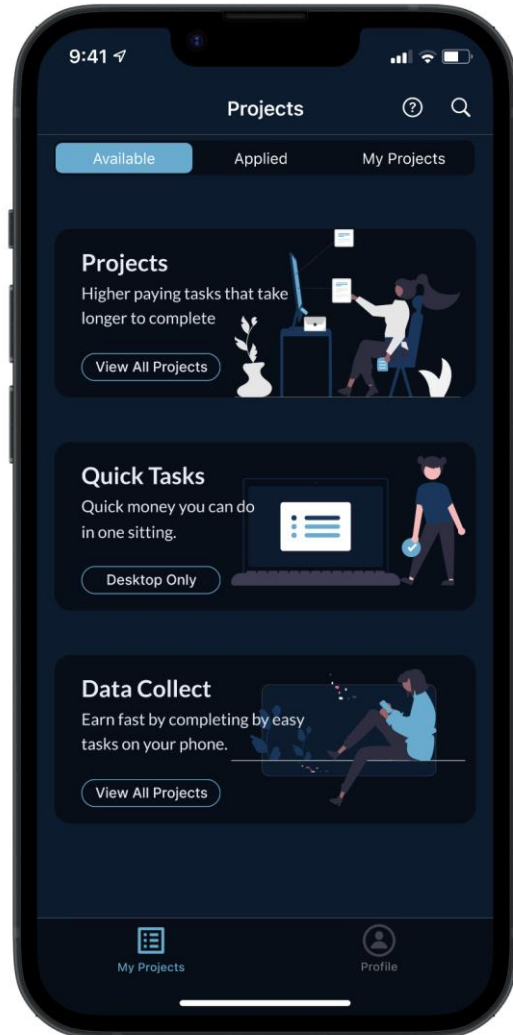 9:41
Projects
Available Applied My Projects
Projects
Higher paying tasks that take
longer to complete
View All Projects
Quick Tasks
Quick money you can do
in one sitting.
Desktop Only
Data Collect
Earn fast by completing by easy
tasks on your phone.
View All Projects
My Projects Profile